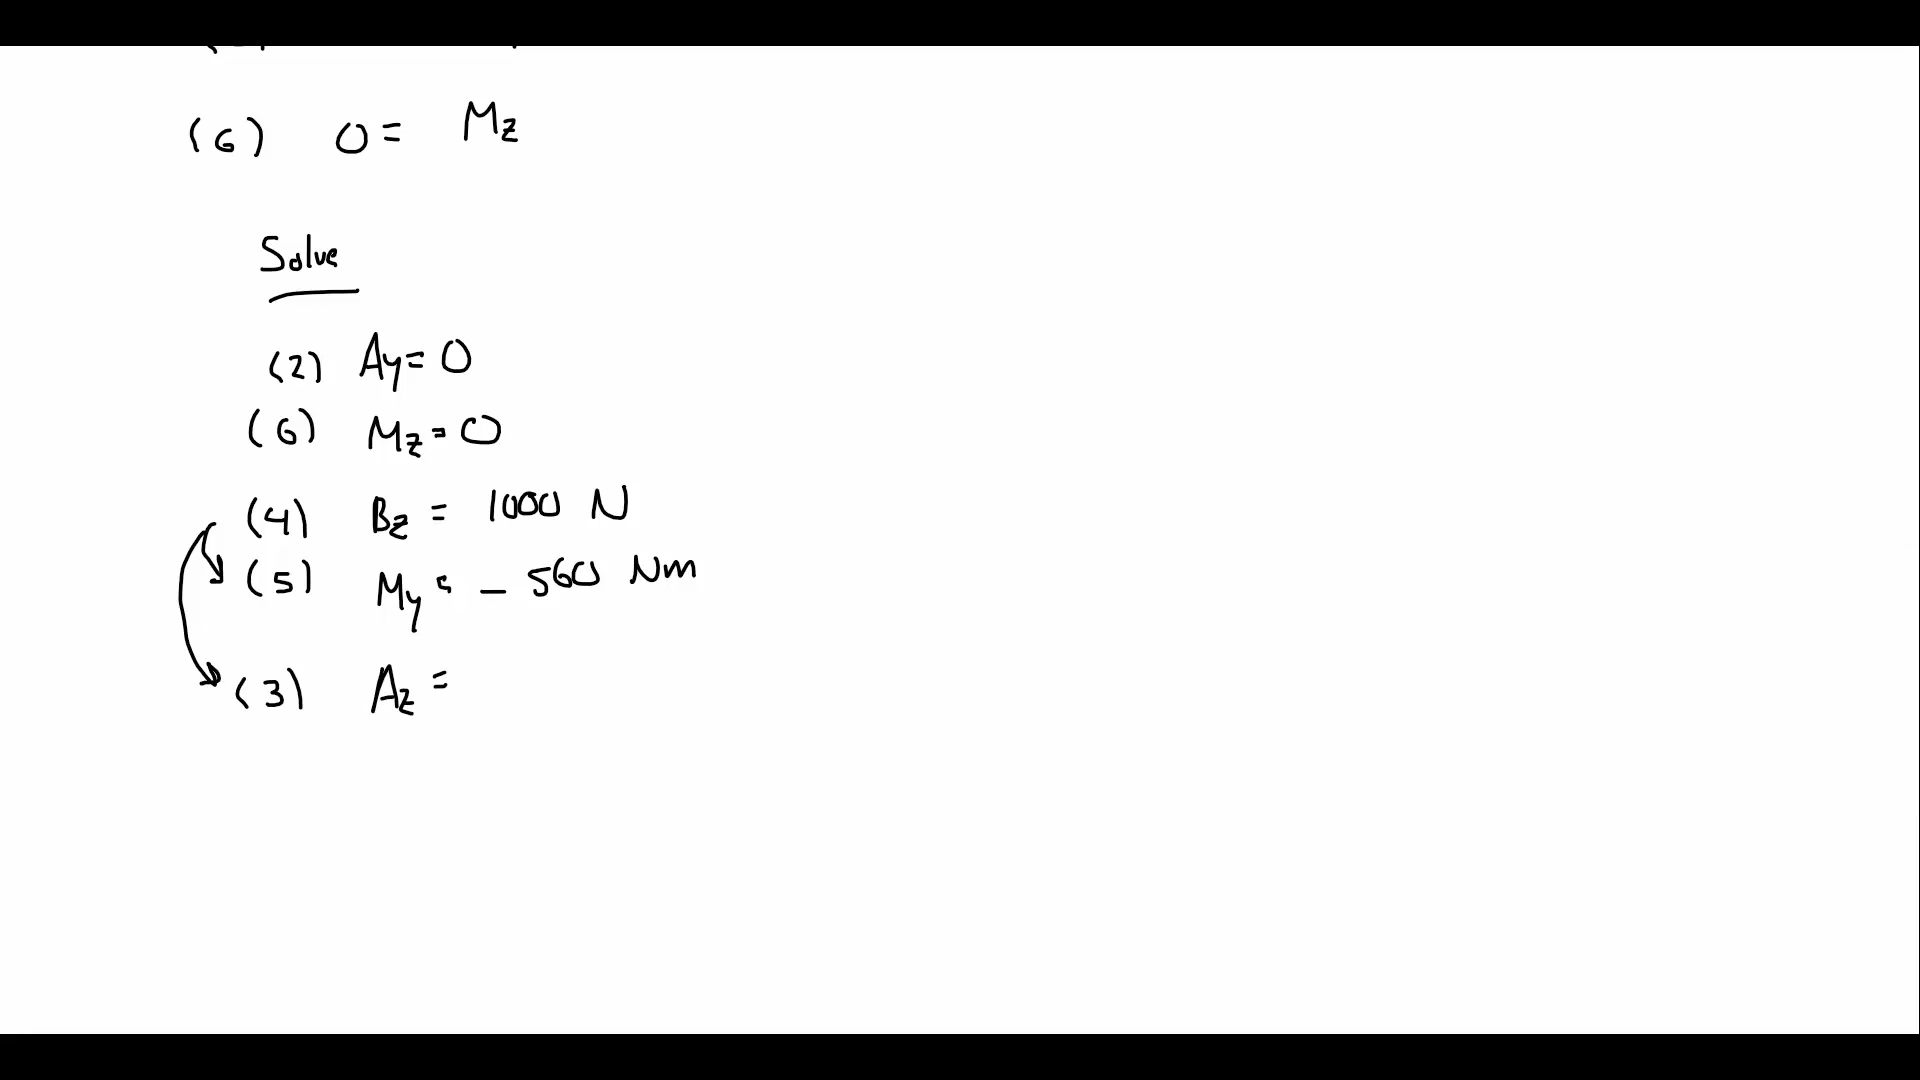 (6) 0 = Mz
Solve
(2) Ay = 0
(6) Mz = 0
(4) Bz = 1000 N
(5) My = - 560 Nm
(3) Az =